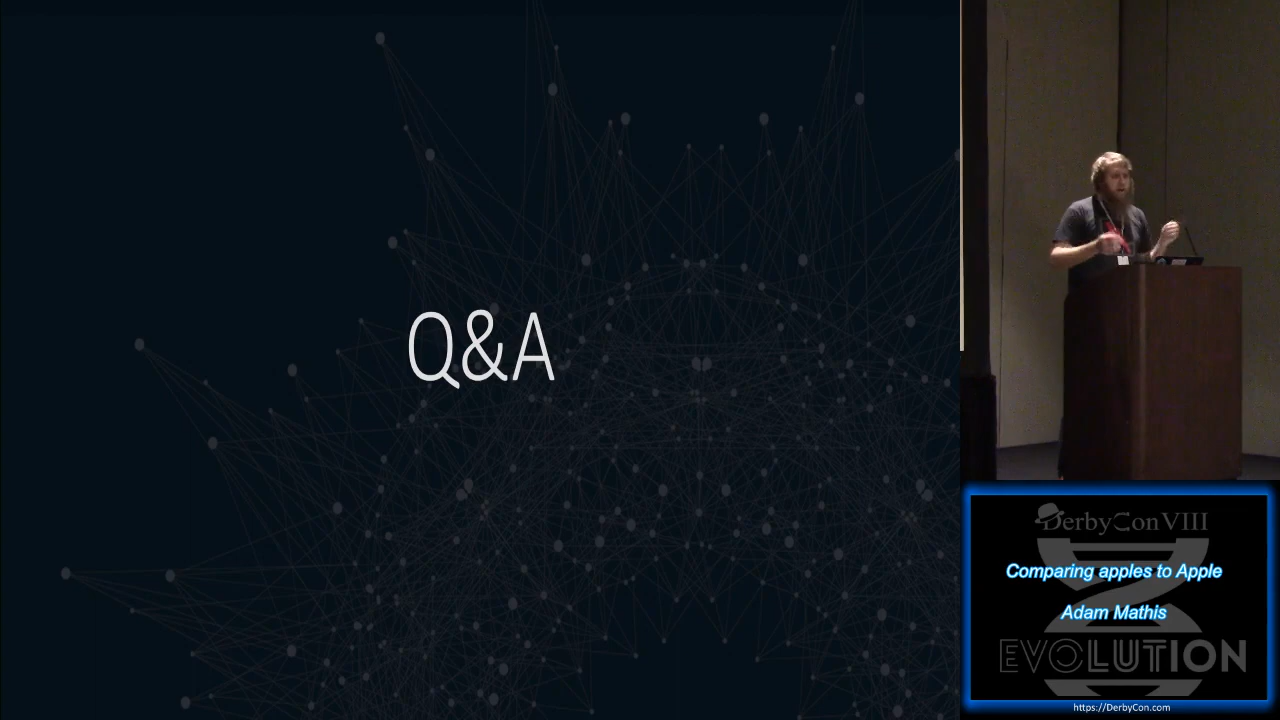 Q&A
DerbyCon VIII
Comparing apples to Apple
Adam Mathis
EVOLUTION
https://DerbyCon.com